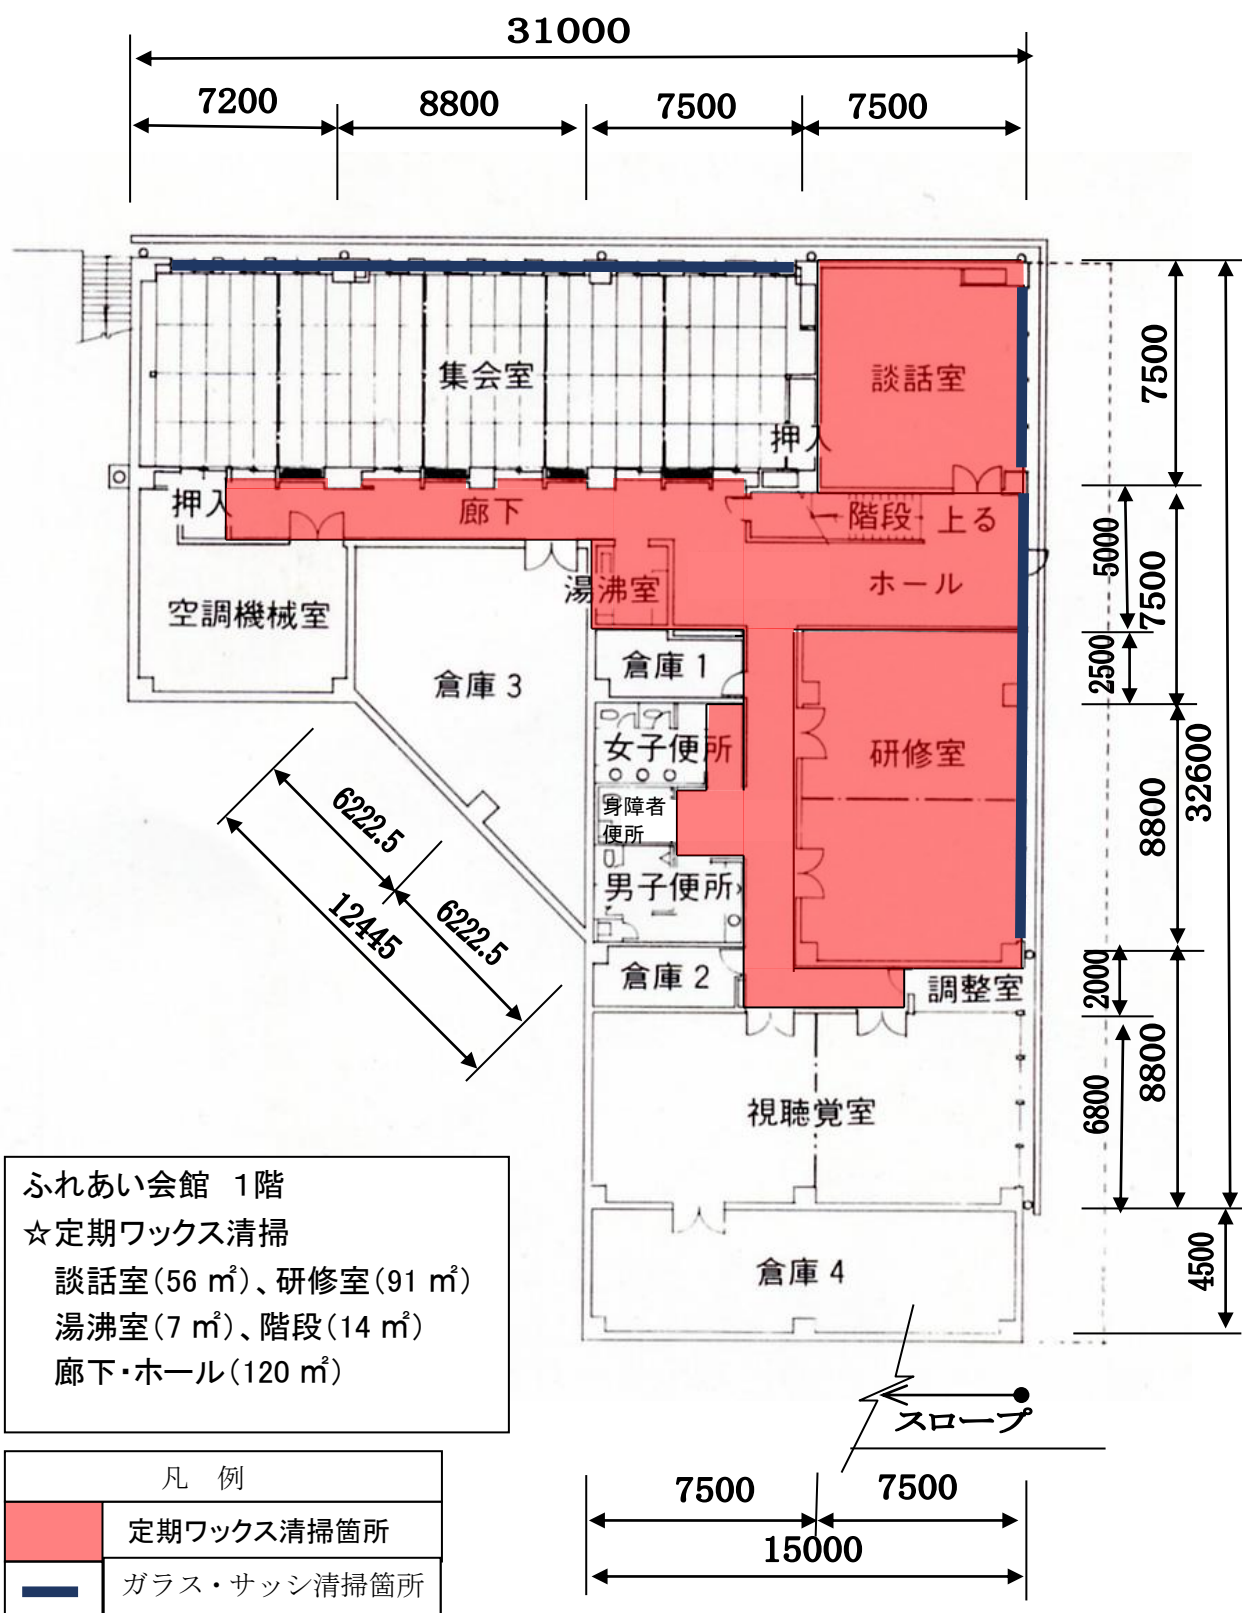 31000
7200
8800
7500
7500
集会室
談話室
押入
押入
廊下
階段
上る
湯沸室
ホール
空調機械室
倉庫1
倉庫3
女子便所
研修室
身障者
便所
男子便所
倉庫2
調整室
視聴覚室
倉庫4
7500
5000
7500
2500
8800
32600
2000
8800
6800
4500
6222.5
12445
6222.5
スロープ
7500
7500
15000
ふれあい会館 1階
☆定期ワックス清掃
談話室(56 ㎡)、研修室(91 ㎡)
湯沸室(7 ㎡)、階段(14 ㎡)
廊下・ホール(120 ㎡)
凡 例
定期ワックス清掃箇所
ガラス・サッシ清掃箇所